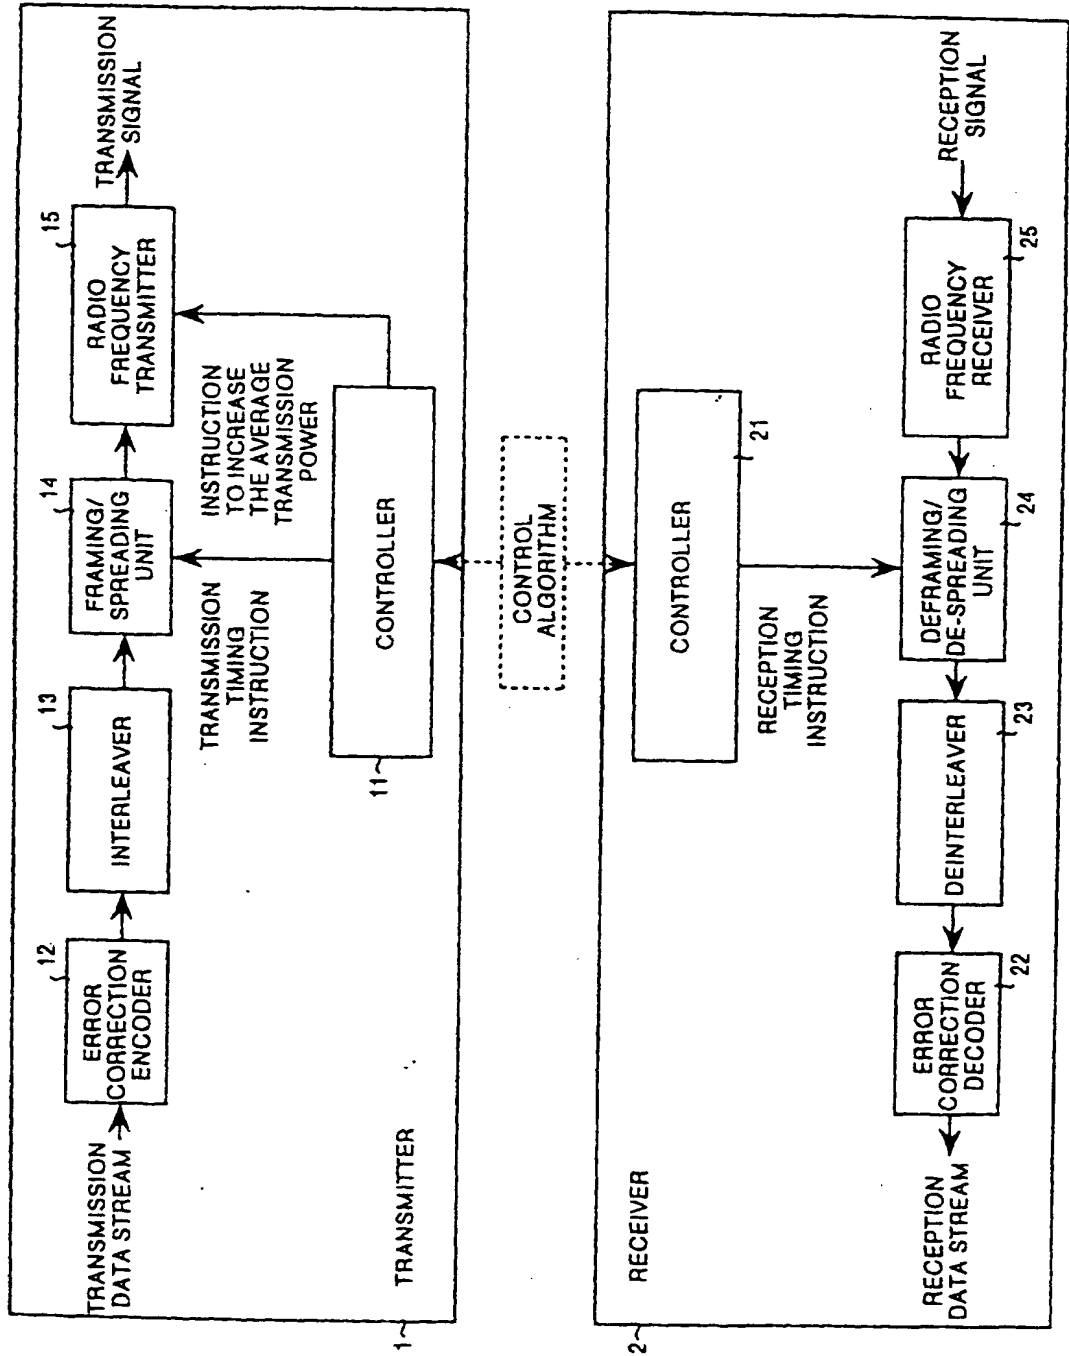 TRANSMISSION
DATA STREAM
12
ERROR
CORRECTION
ENCODER
13
INTERLEAVER
14
FRAMING/
SPREADING
UNIT
15
RADIO
FREQUENCY
TRANSMITTER
TRANSMISSION
SIGNAL
TRANSMISSION
TIMING
INSTRUCTION
INSTRUCTION
TO INCREASE
THE AVERAGE
TRANSMISSION
POWER
11
CONTROLLER
1
TRANSMITTER
CONTROL
ALGORITHM
2
RECEIVER
CONTROLLER
21
RECEPTION
TIMING
INSTRUCTION
RECEPTION
DATA STREAM
ERROR
CORRECTION
DECODER
22
DEINTERLEAVER
23
DEFRAMING/
DE-SPREADING
UNIT
24
RADIO
FREQUENCY
RECEIVER
25
RECEPTION
SIGNAL